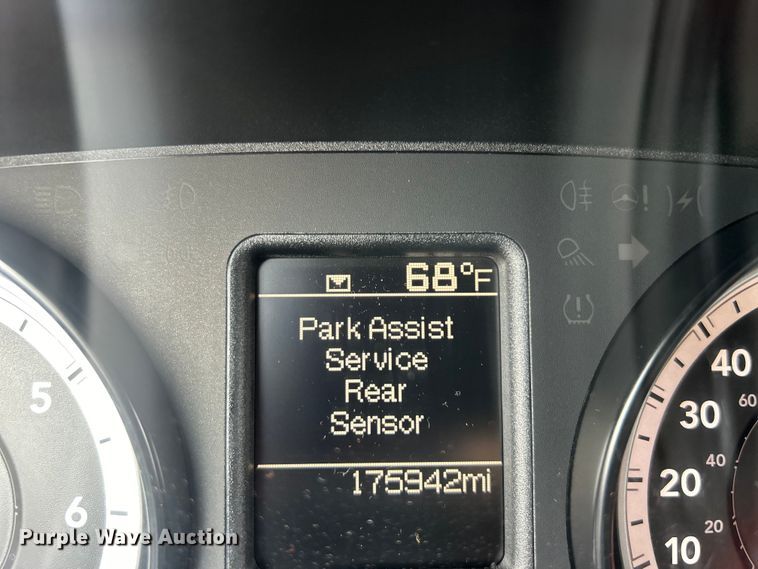 68°F
Park Assist
Service
Rear
Sensor
175942mi
5
6
40
60
30
40
20
20
10
Purple Wave Auction